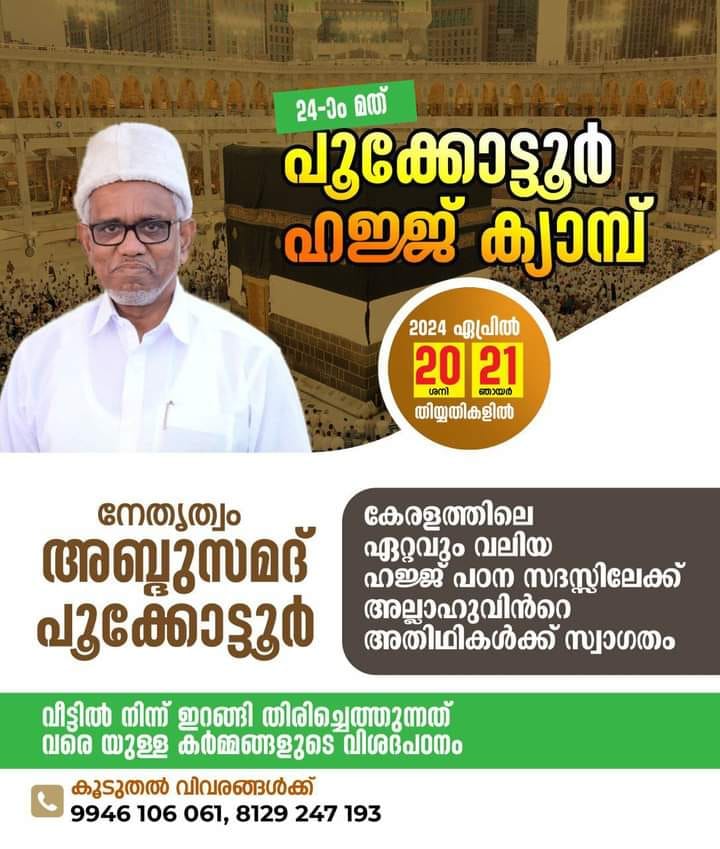 24-ാം മത്
പൂക്കോട്ടൂർ
ഹജ്ജ് ക്യാമ്പ്
2024 ഏപ്രിൽ
20 21
ശനി ഞായർ
തിയ്യതികളിൽ
നേതൃത്വം
അബ്ദുസമദ്
പൂക്കോട്ടൂർ
കേരളത്തിലെ
ഏറ്റവും വലിയ
ഹജ്ജ് പഠന സദസ്സിലേക്ക്
അല്ലാഹുവിൻറെ
അതിഥികൾക്ക് സ്വാഗതം
വീട്ടിൽ നിന്ന് ഇറങ്ങി തിരിച്ചെത്തുന്നത്
വരെ യുള്ള കർമ്മങ്ങളുടെ വിശദപഠനം
കൂടുതൽ വിവരങ്ങൾക്ക്
9946 106 061, 8129 247 193